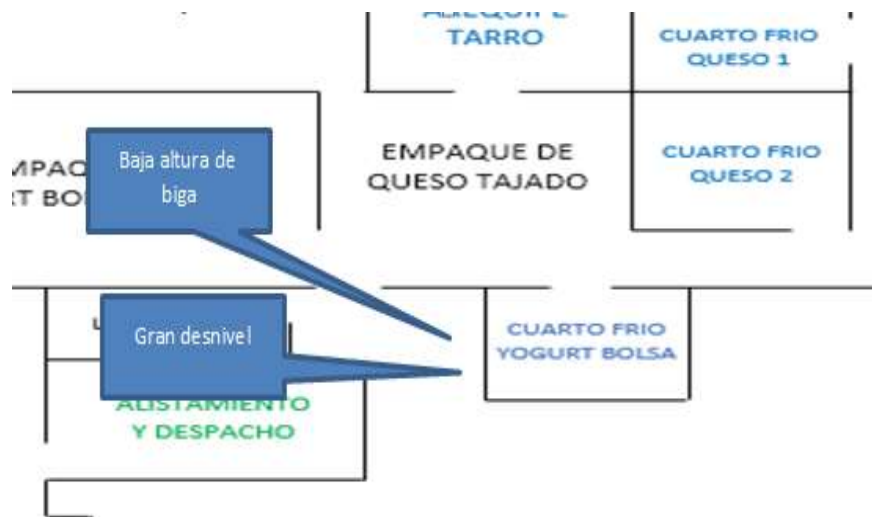 TARRO
CUARTO FRIO
QUESO 1
Baja altura de
biga
EMPAQUE DE
QUESO TAJADO
CUARTO FRIO
QUESO 2
Gran desnivel
CUARTO FRIO
YOGURT BOLSA
ALISTAMIENTO
Y DESPACHO